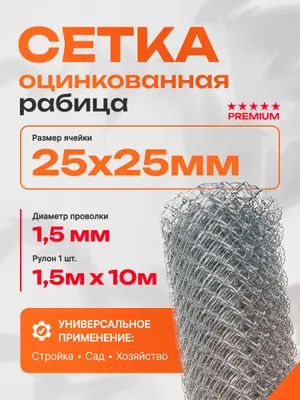 СЕТКА
оцинкованная
рабица
PREMIUM
Размер ячейки
25х25мм
Диаметр проволки
1,5 мм
Рулон 1 шт.
1,5м х 10м
УНИВЕРСАЛЬНОЕ
ПРИМЕНЕНИЕ:
Стройка • Сад • Хозяйство